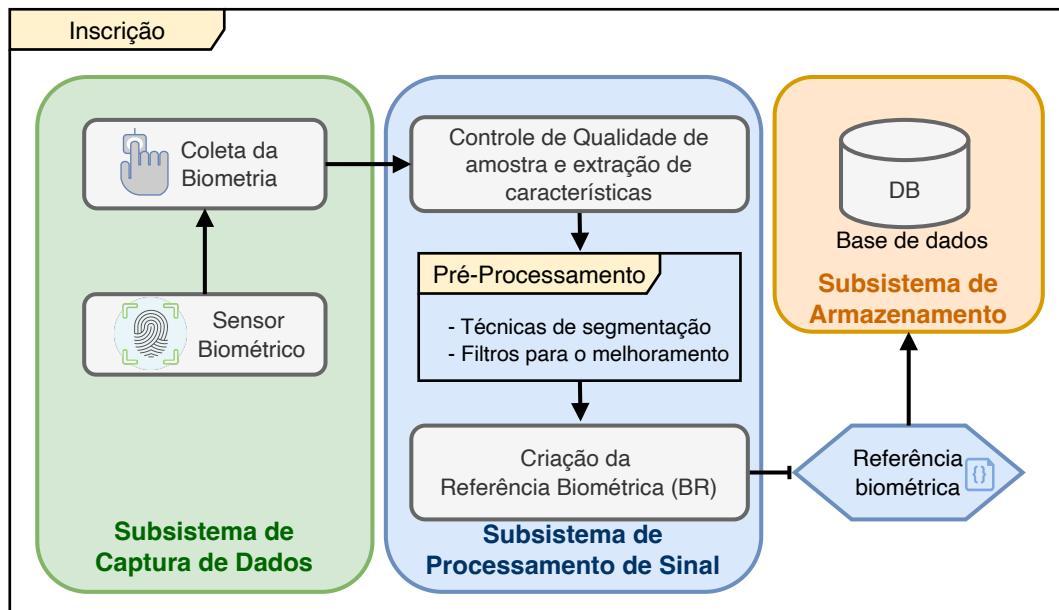 Inscrição
Coleta da
Biometria
Sensor
Biométrico
Subsistema de
Captura de Dados
Controle de Qualidade de
amostra e extração de
características
Pré-Processamento
- Técnicas de segmentação
- Filtros para o melhoramento
Criação da
Referência Biométrica (BR)
Subsistema de
Processamento de Sinal
DB
Base de dados
Subsistema de
Armazenamento
Referência
biométrica
{}